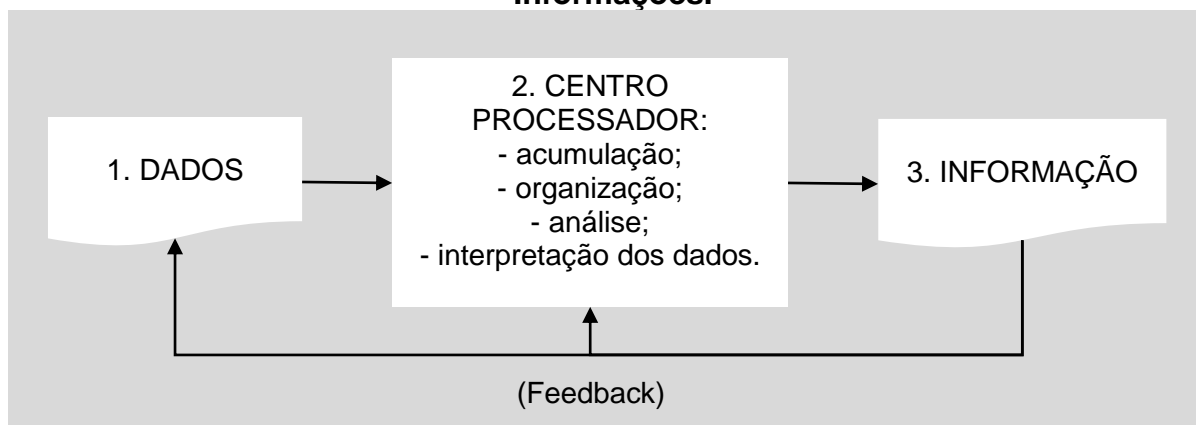 informações.
1. DADOS
2. CENTRO
PROCESSADOR:
- acumulação;
- organização;
- análise;
- interpretação dos dados.
3. INFORMAÇÃO
(Feedback)